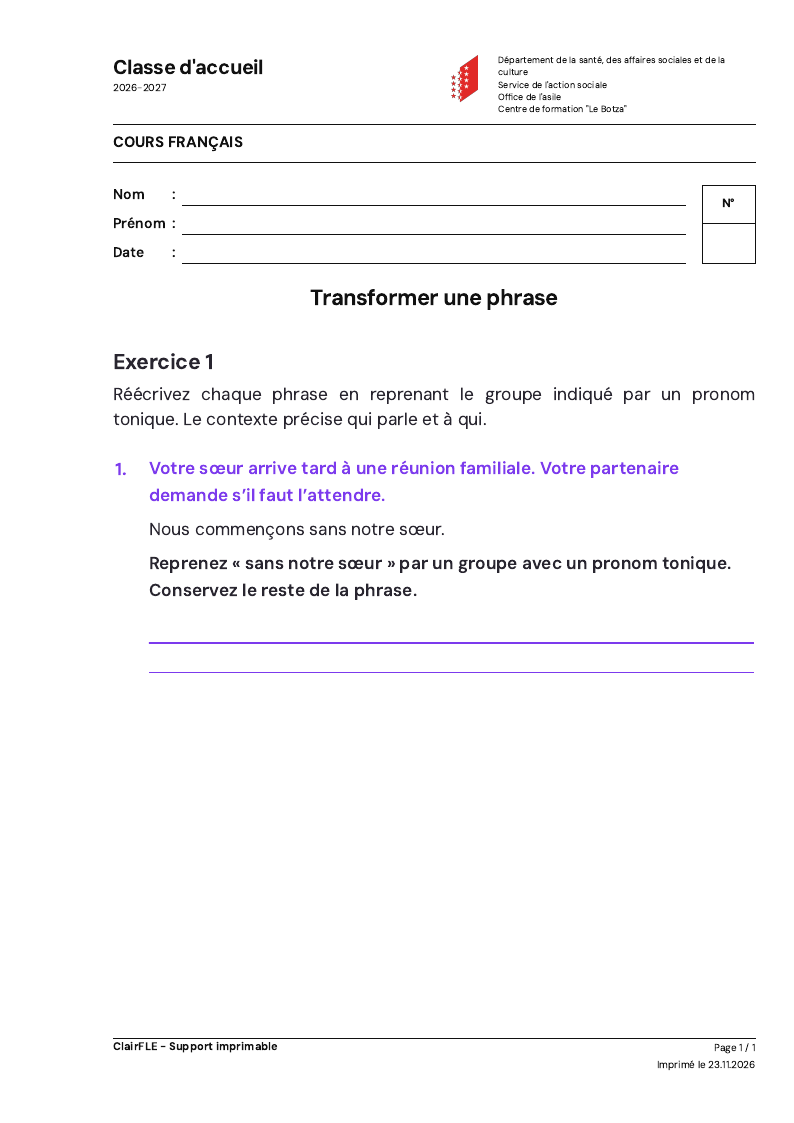 Classe d'accueil
2026-2027
Département de la santé, des affaires sociales et de la
culture
Service de l'action sociale
Office de l'asile
Centre de formation "Le Botza"
COURS FRANÇAIS
Nom :
Prénom :
Date :
N°
Transformer une phrase
Exercice 1
Réécrivez chaque phrase en reprenant le groupe indiqué par un pronom
tonique. Le contexte précise qui parle et à qui.
1. Votre sœur arrive tard à une réunion familiale. Votre partenaire
demande s’il faut l’attendre.
Nous commençons sans notre sœur.
Reprenez « sans notre sœur » par un groupe avec un pronom tonique.
Conservez le reste de la phrase.
ClairFLE - Support imprimable
Page 1 / 1
Imprimé le 23.11.2026